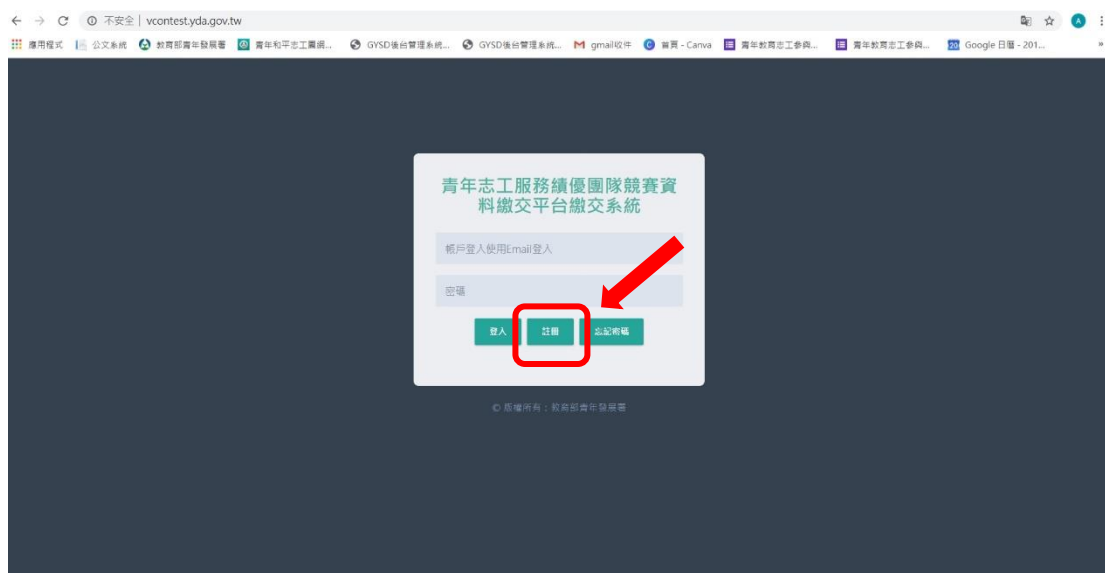 不安全 | vcontest.yda.gov.tw
應用程式 公文系統 教育部青年發展署 青年和平志工團網... GYSD後台管理系統... GYSD後台管理系統... gmail收件 首頁 - Canva 青年教育志工參與... 青年教育志工參與... 20 Google 日曆 - 201... »
青年志工服務績優團隊競賽資
料繳交平台繳交系統
帳戶登入使用Email登入
密碼
登入 註冊 忘記密碼
© 版權所有：教育部青年發展署